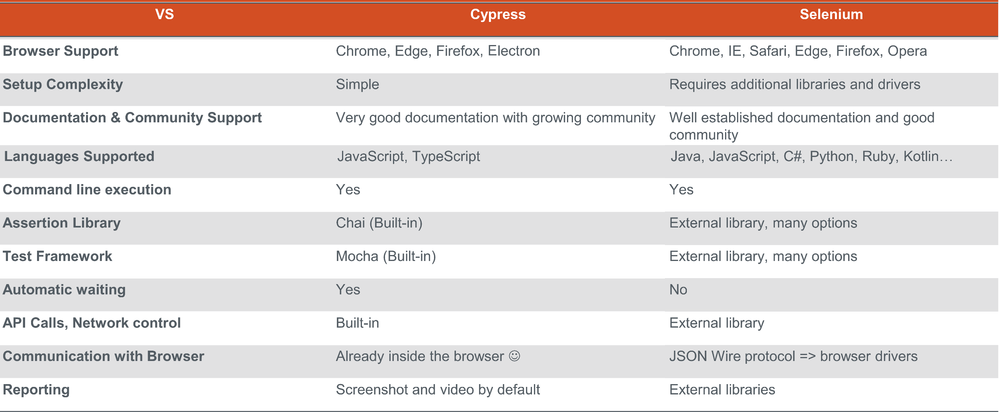 VS Cypress Selenium
Browser Support Chrome, Edge, Firefox, Electron Chrome, IE, Safari, Edge, Firefox, Opera
Setup Complexity Simple Requires additional libraries and drivers
Documentation & Community Support Very good documentation with growing community Well established documentation and good
community
Languages Supported JavaScript, TypeScript Java, JavaScript, C#, Python, Ruby, Kotlin…
Command line execution Yes Yes
Assertion Library Chai (Built-in) External library, many options
Test Framework Mocha (Built-in) External library, many options
Automatic waiting Yes No
API Calls, Network control Built-in External library
Communication with Browser Already inside the browser ☺ JSON Wire protocol => browser drivers
Reporting Screenshot and video by default External libraries